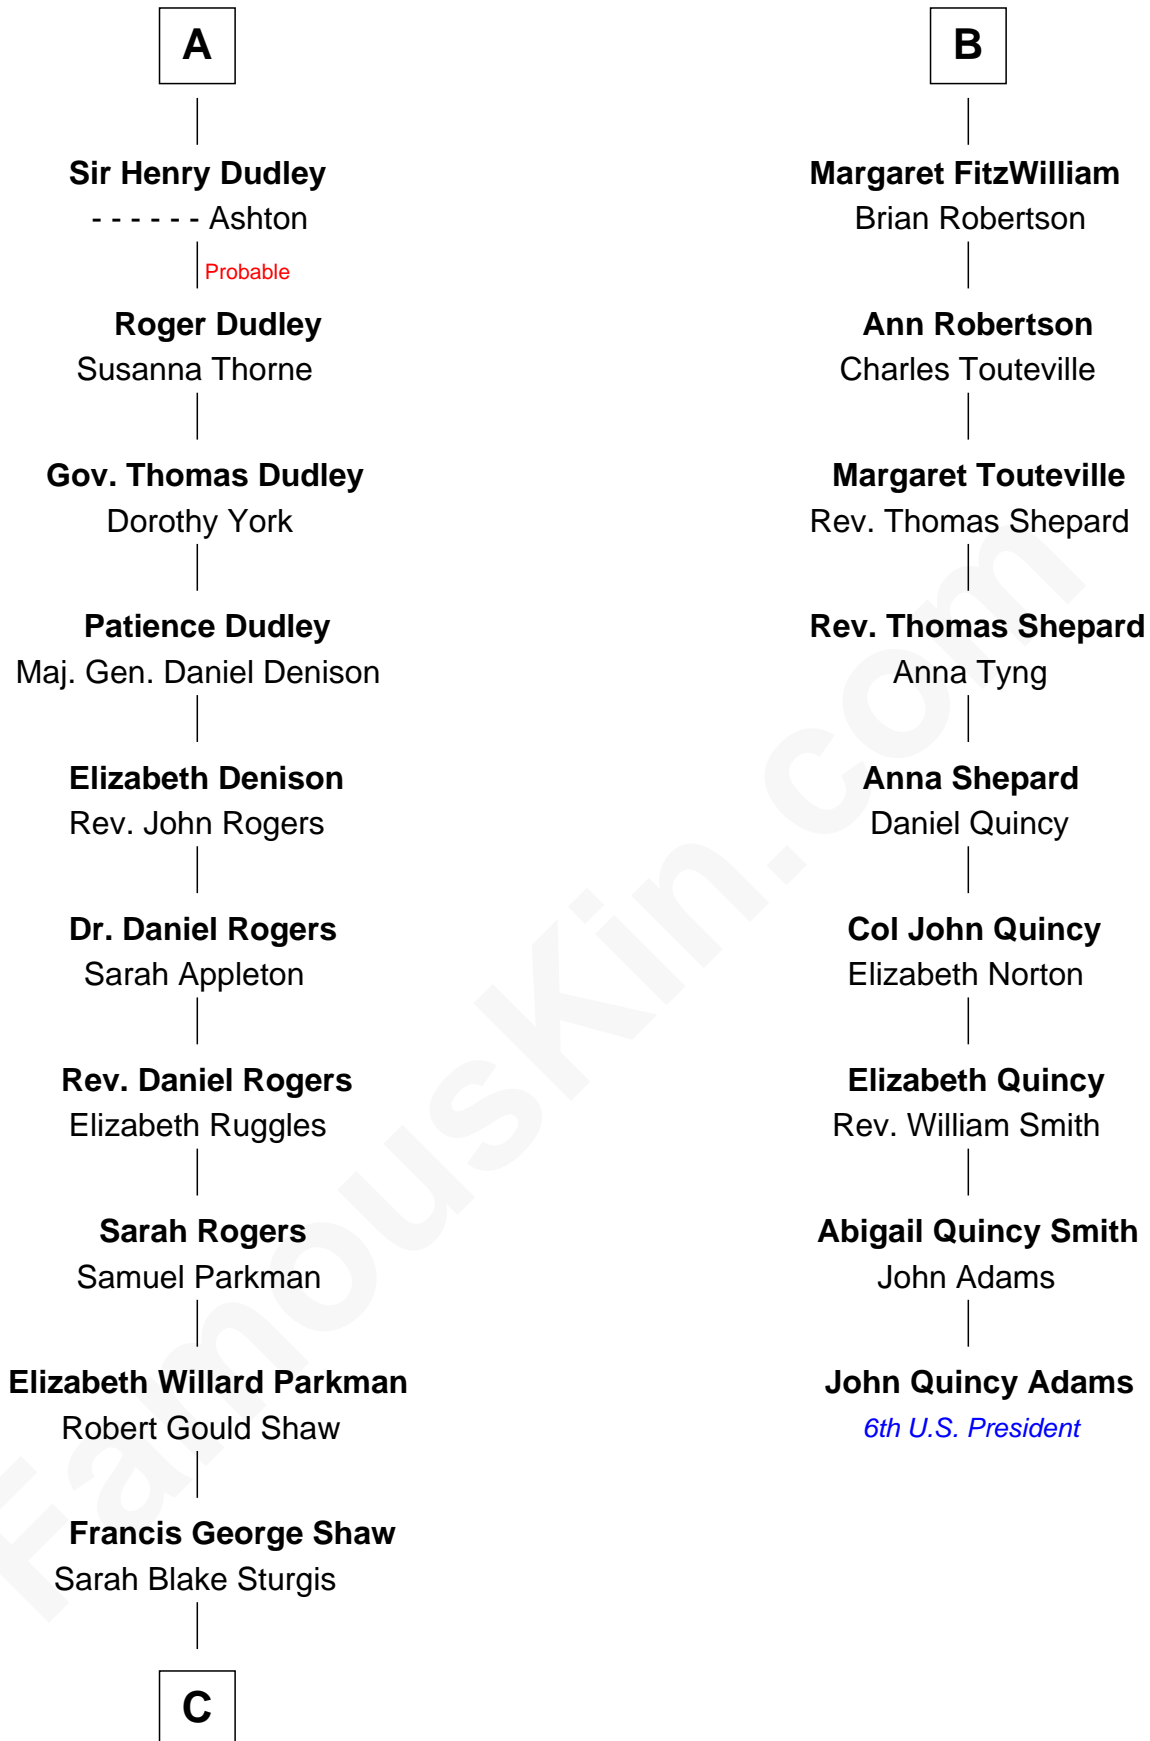 A
Sir Henry Dudley
- - - - - - Ashton
Probable
Roger Dudley
Susanna Thorne
Gov. Thomas Dudley
Dorothy York
Patience Dudley
Maj. Gen. Daniel Denison
Elizabeth Denison
Rev. John Rogers
Dr. Daniel Rogers
Sarah Appleton
Rev. Daniel Rogers
Elizabeth Ruggles
Sarah Rogers
Samuel Parkman
Elizabeth Willard Parkman
Robert Gould Shaw
Francis George Shaw
Sarah Blake Sturgis
C
B
Margaret FitzWilliam
Brian Robertson
Ann Robertson
Charles Touteville
Margaret Touteville
Rev. Thomas Shepard
Rev. Thomas Shepard
Anna Tyng
Anna Shepard
Daniel Quincy
Col John Quincy
Elizabeth Norton
Elizabeth Quincy
Rev. William Smith
Abigail Quincy Smith
John Adams
John Quincy Adams
6th U.S. President
FamousKin.com